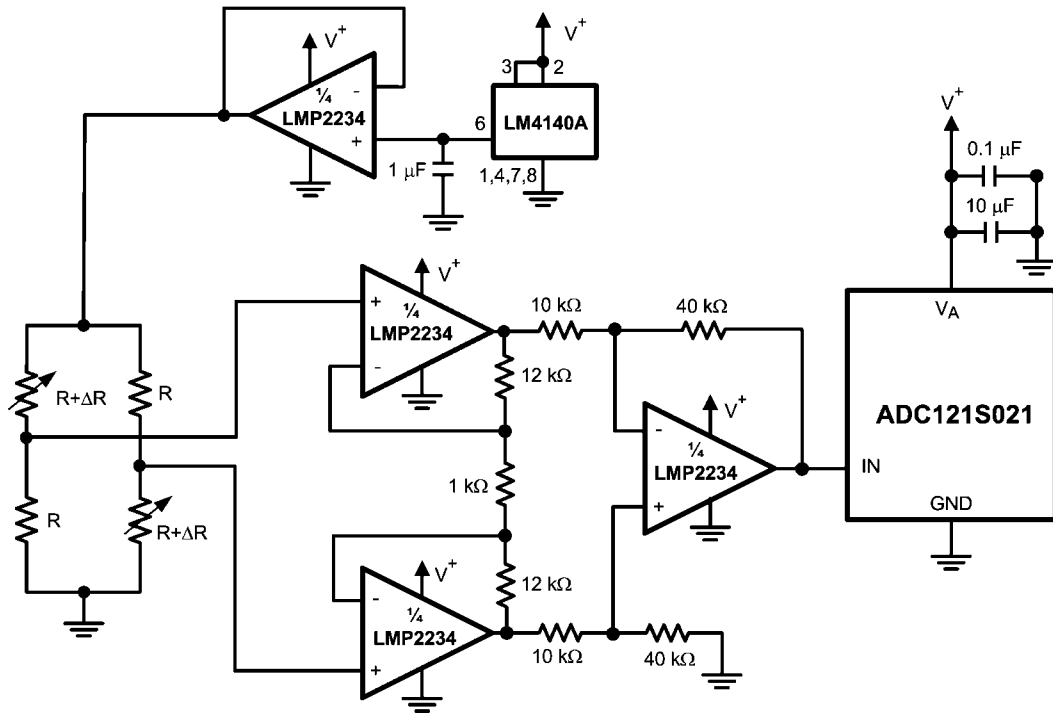 V+
¼
LMP2234
-
+
1 µF
V+
3
2
6
LM4140A
1,4,7,8
V+
0.1 µF
10 µF
VA
ADC121S021
IN
GND
R+ΔR
R
R
R+ΔR
V+
+
¼
LMP2234
-
10 kΩ
40 kΩ
12 kΩ
1 kΩ
12 kΩ
V+
-
¼
LMP2234
+
V+
-
¼
LMP2234
+
10 kΩ
40 kΩ